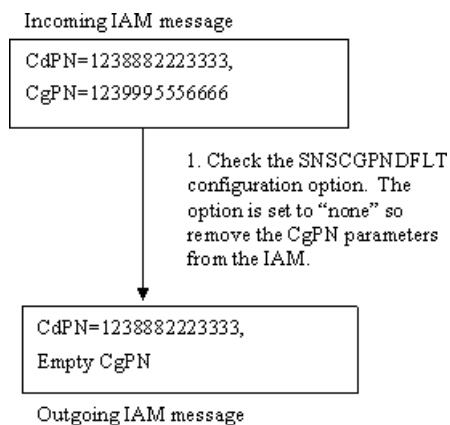 Incoming IAM message
CdPN=1238882223333,
CgPN=1239995556666
1. Check the SNSCGPNDFLT
configuration option. The
option is set to “none” so
remove the CgPN parameters
from the IAM.
CdPN=1238882223333,
Empty CgPN
Outgoing IAM message